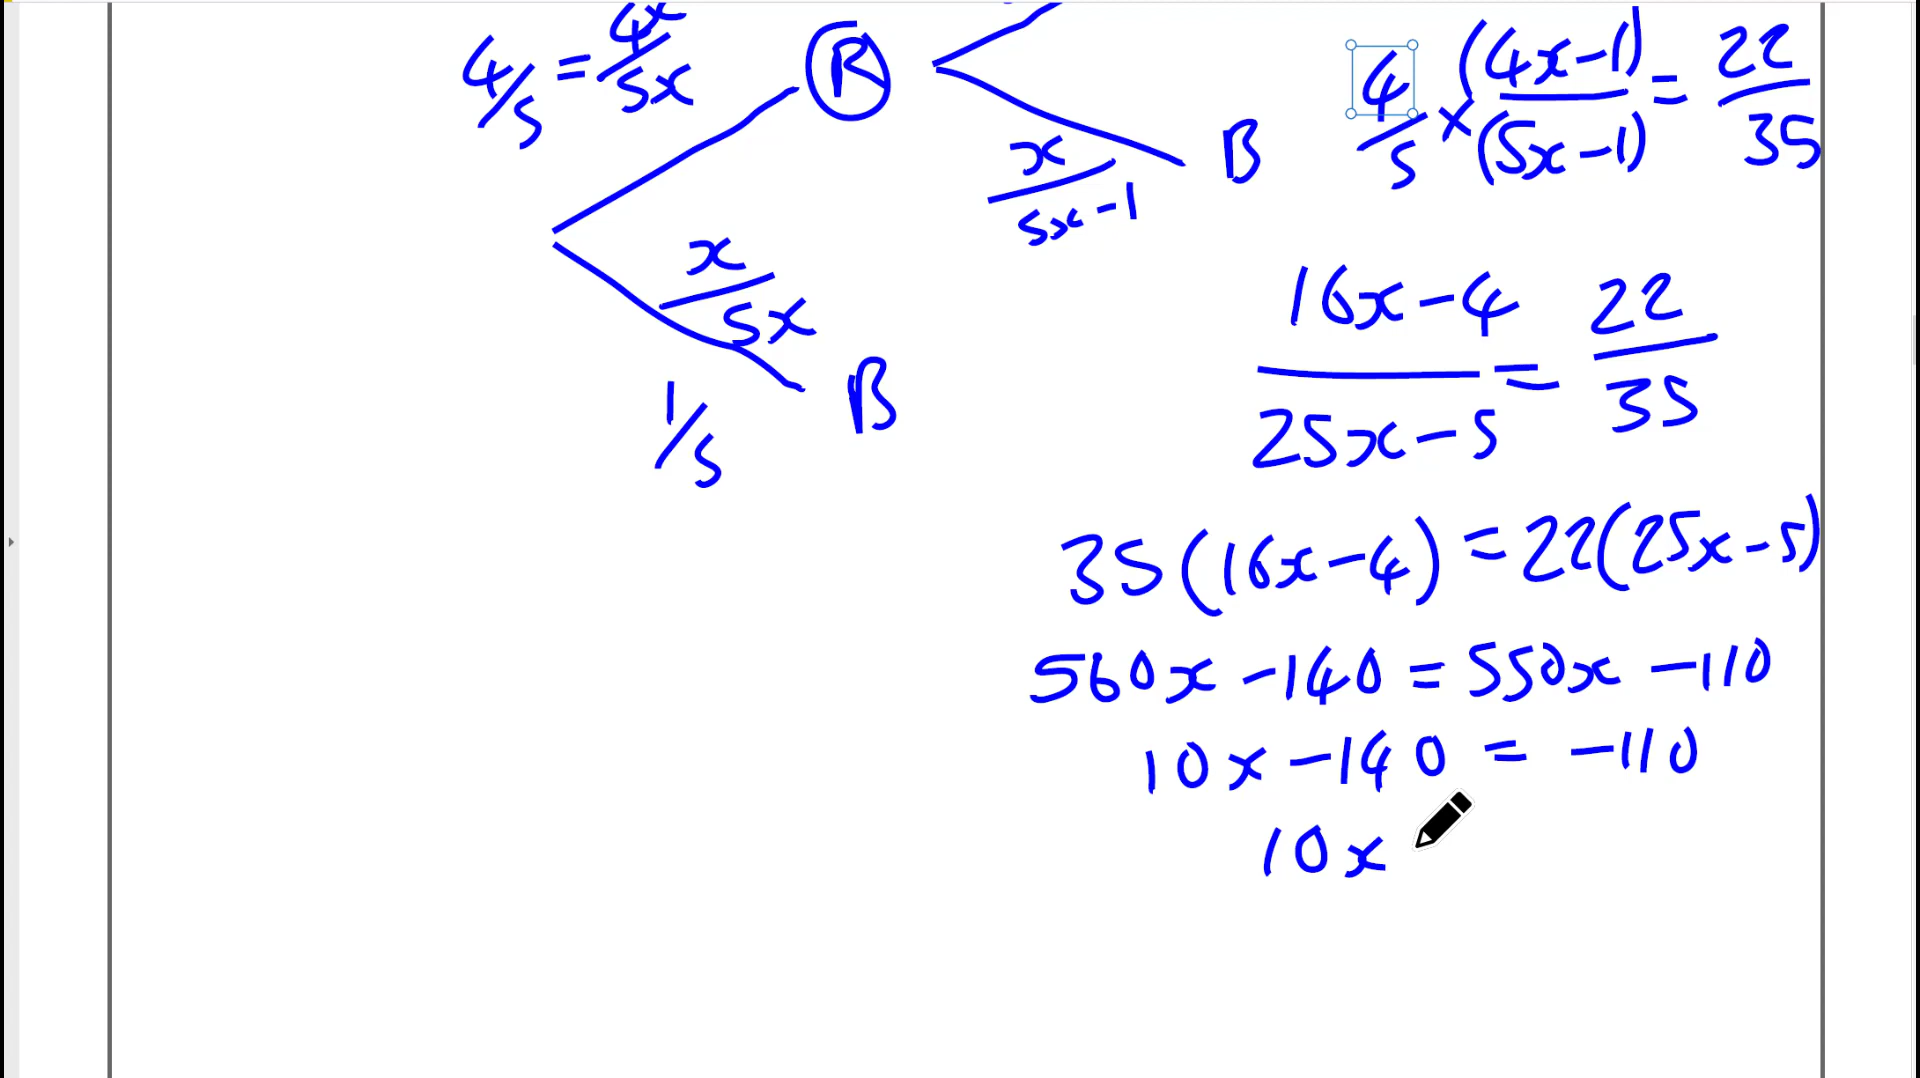 4/5 = 4x/5x
R
x/5x-1
B
x/5x
1/5
B
4/5 × (4x-1)/(5x-1) = 22/35
16x-4/25x-5 = 22/35
35(16x-4) = 22(25x-5)
560x -140 = 550x -110
10x -140 = -110
10x